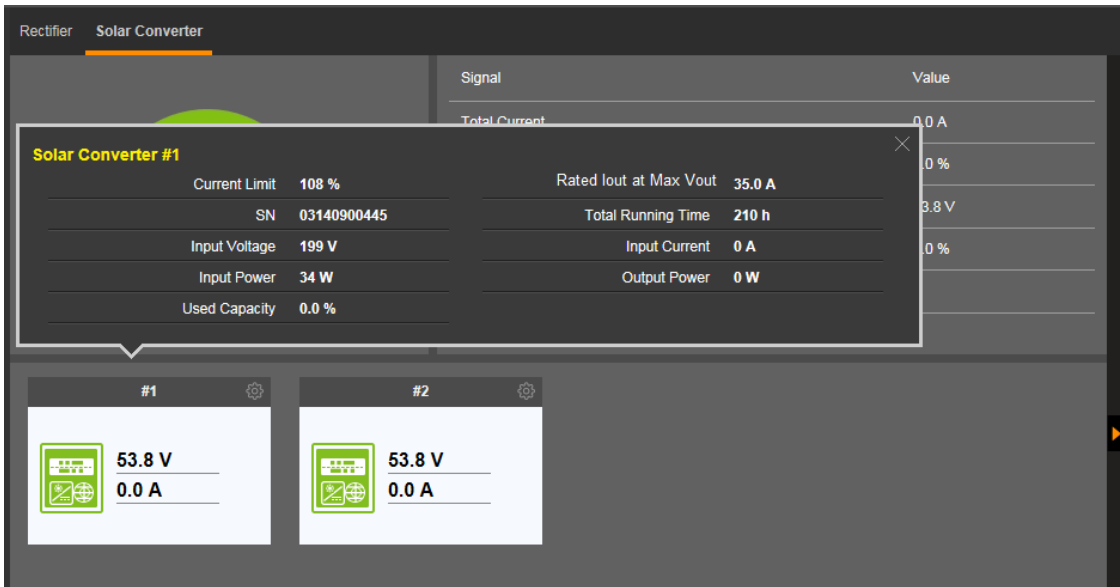 Rectifier Solar Converter
Signal Value
Total Current 0.0 A
Solar Converter #1
Current Limit 108 % Rated Iout at Max Vout 35.0 A
.0 %
SN 03140900445 Total Running Time 210 h
3.8 V
Input Voltage 199 V Input Current 0 A
.0 %
Input Power 34 W Output Power 0 W
Used Capacity 0.0 %
#1 #2
53.8 V 53.8 V
0.0 A 0.0 A